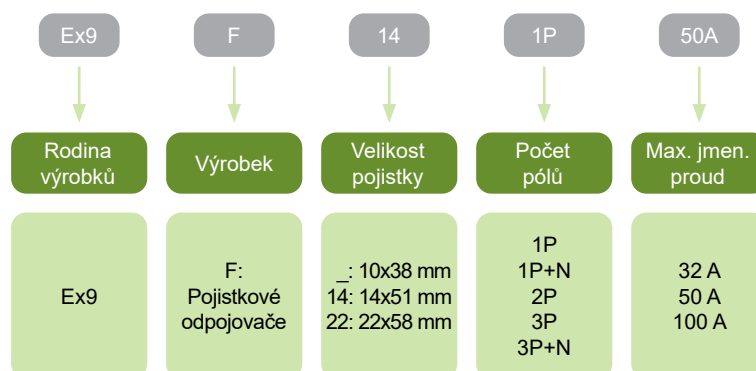 Ex9
F
14
1P
50A
Rodina
výrobků
Výrobek
Velikost
pojistky
Počet
pólů
Max. jmen.
proud
Ex9
F:
Pojistkové
odpojovače
_: 10x38 mm
14: 14x51 mm
22: 22x58 mm
1P
1P+N
2P
3P
3P+N
32 A
50 A
100 A